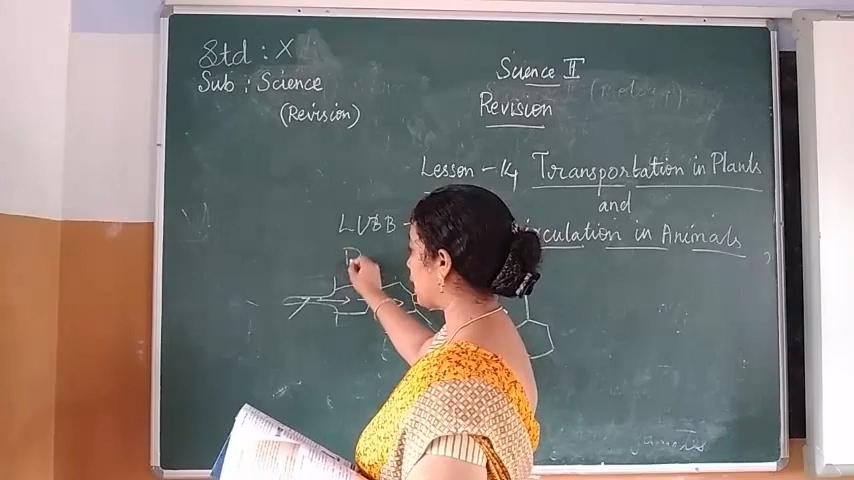 Std : X
Sub : Science
(Revision)
Science II
Revision
Lesson - 14 Transportation in Plants
and
LVBB - Circulation in Animals